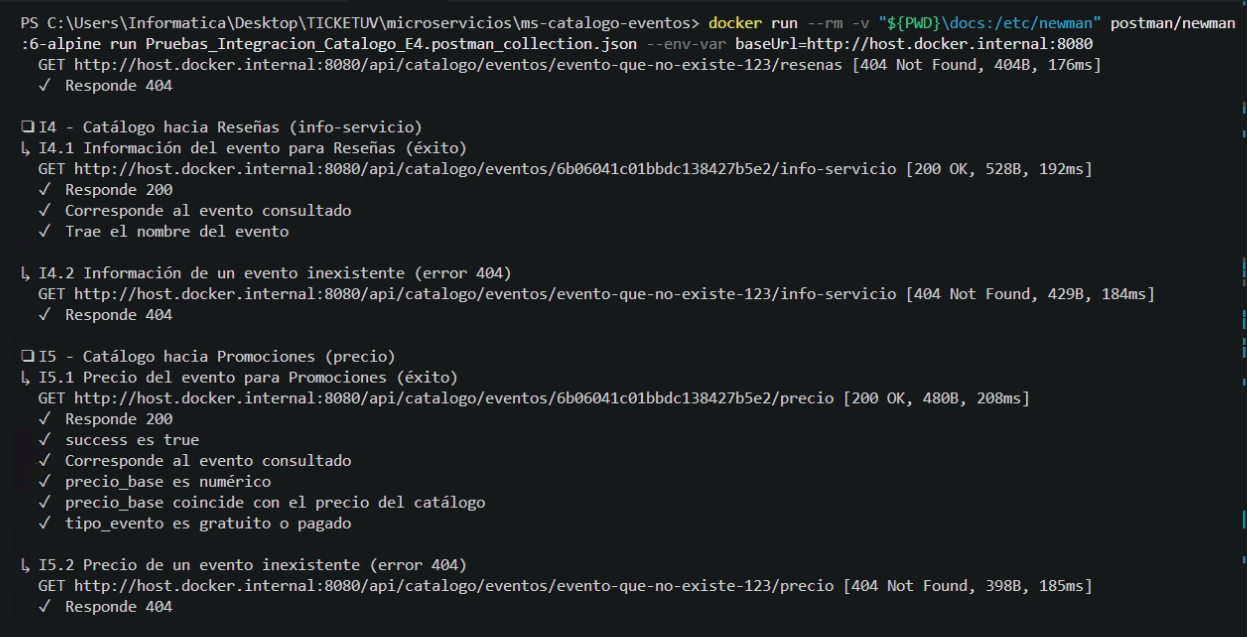 PS C:\Users\Informatica\Desktop\TICKETUV\microservicios\ms-catalogo-eventos> docker run --rm -v "${PWD}\docs:/etc/newman" postman/newman
:6-alpine run Pruebas_Integracion_Catalogo_E4.postman_collection.json --env-var baseUrl=http://host.docker.internal:8080
GET http://host.docker.internal:8080/api/catalogo/eventos/evento-que-no-existe-123/resenas [404 Not Found, 404B, 176ms]
√ Responde 404
❏ I4 - Catálogo hacia Reseñas (info-servicio)
↳ I4.1 Información del evento para Reseñas (éxito)
GET http://host.docker.internal:8080/api/catalogo/eventos/6b06041c01bbdc138427b5e2/info-servicio [200 OK, 528B, 192ms]
√ Responde 200
√ Corresponde al evento consultado
√ Trae el nombre del evento
↳ I4.2 Información de un evento inexistente (error 404)
GET http://host.docker.internal:8080/api/catalogo/eventos/evento-que-no-existe-123/info-servicio [404 Not Found, 429B, 184ms]
√ Responde 404
❏ I5 - Catálogo hacia Promociones (precio)
↳ I5.1 Precio del evento para Promociones (éxito)
GET http://host.docker.internal:8080/api/catalogo/eventos/6b06041c01bbdc138427b5e2/precio [200 OK, 480B, 208ms]
√ Responde 200
√ success es true
√ Corresponde al evento consultado
√ precio_base es numérico
√ precio_base coincide con el precio del catálogo
√ tipo_evento es gratuito o pagado
↳ I5.2 Precio de un evento inexistente (error 404)
GET http://host.docker.internal:8080/api/catalogo/eventos/evento-que-no-existe-123/precio [404 Not Found, 398B, 185ms]
√ Responde 404